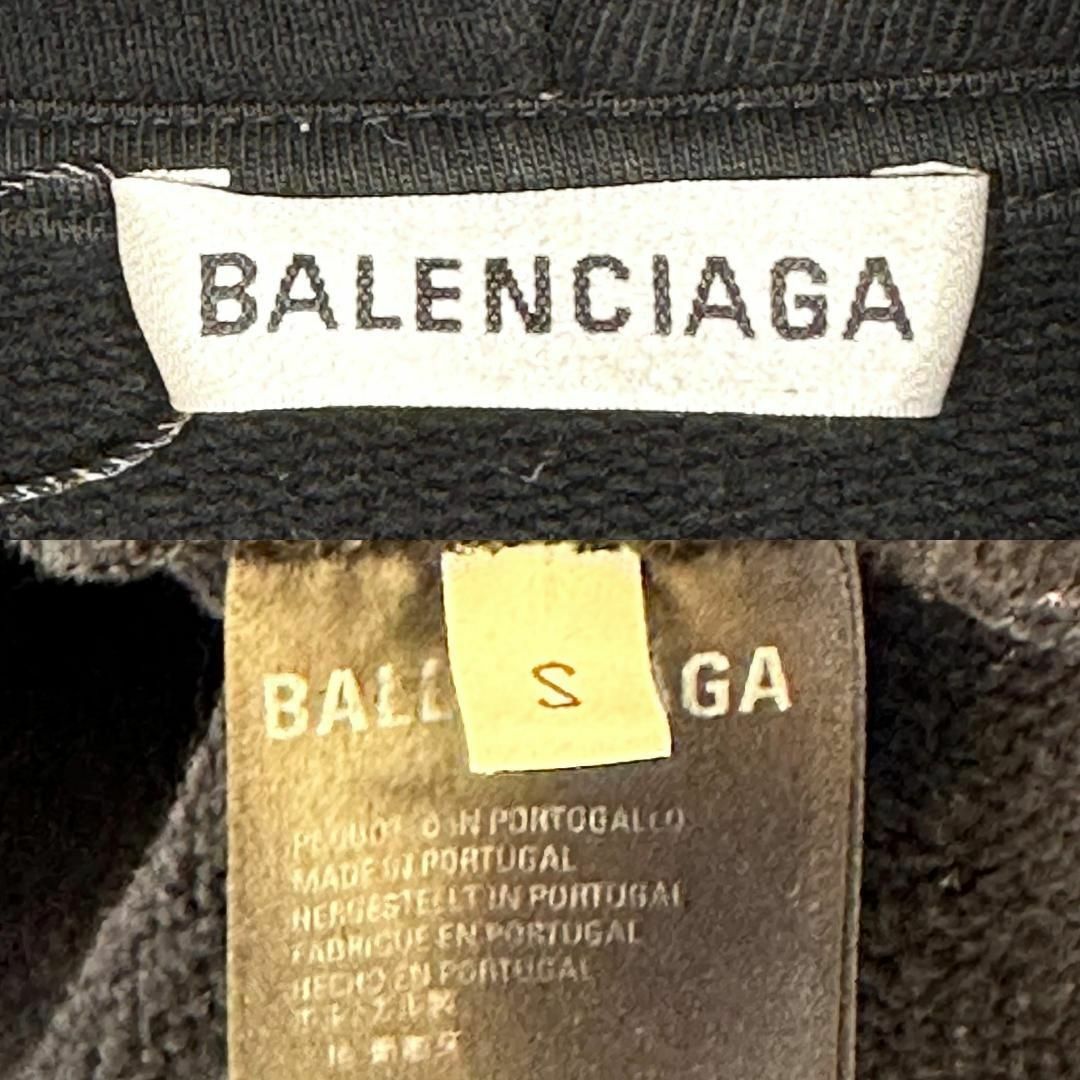 BALENCIAGA
S
BAL GA
IN PORTOGALLO
MADE IN PORTUGAL
HERGESTELLT IN PORTUGAL
FABRIQUE EN PORTUGAL
HECHO EN PORTUGAL